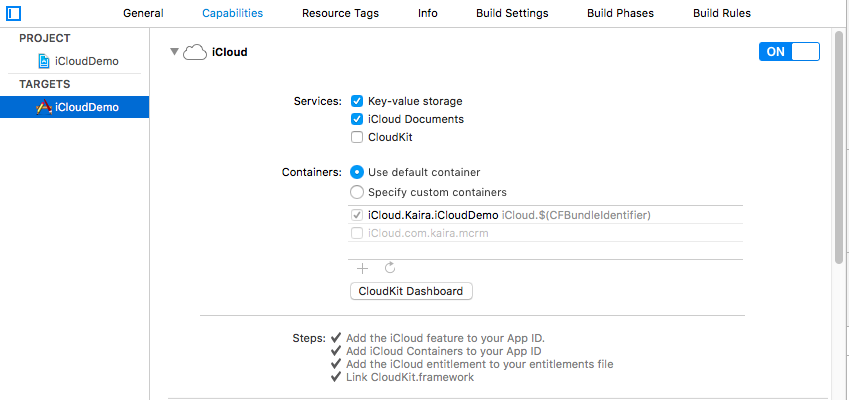 General Capabilities Resource Tags Info Build Settings Build Phases Build Rules
PROJECT
iCloudDemo
TARGETS
iCloudDemo
iCloud
ON
Services: Key-value storage
iCloud Documents
CloudKit
Containers: Use default container
Specify custom containers
iCloud.Kaira.iCloudDemo iCloud.$(CFBundleIdentifier)
iCloud.com.kaira.mcrm
CloudKit Dashboard
Steps: ✔ Add the iCloud feature to your App ID.
✔ Add iCloud Containers to your App ID
✔ Add the iCloud entitlement to your entitlements file
✔ Link CloudKit.framework